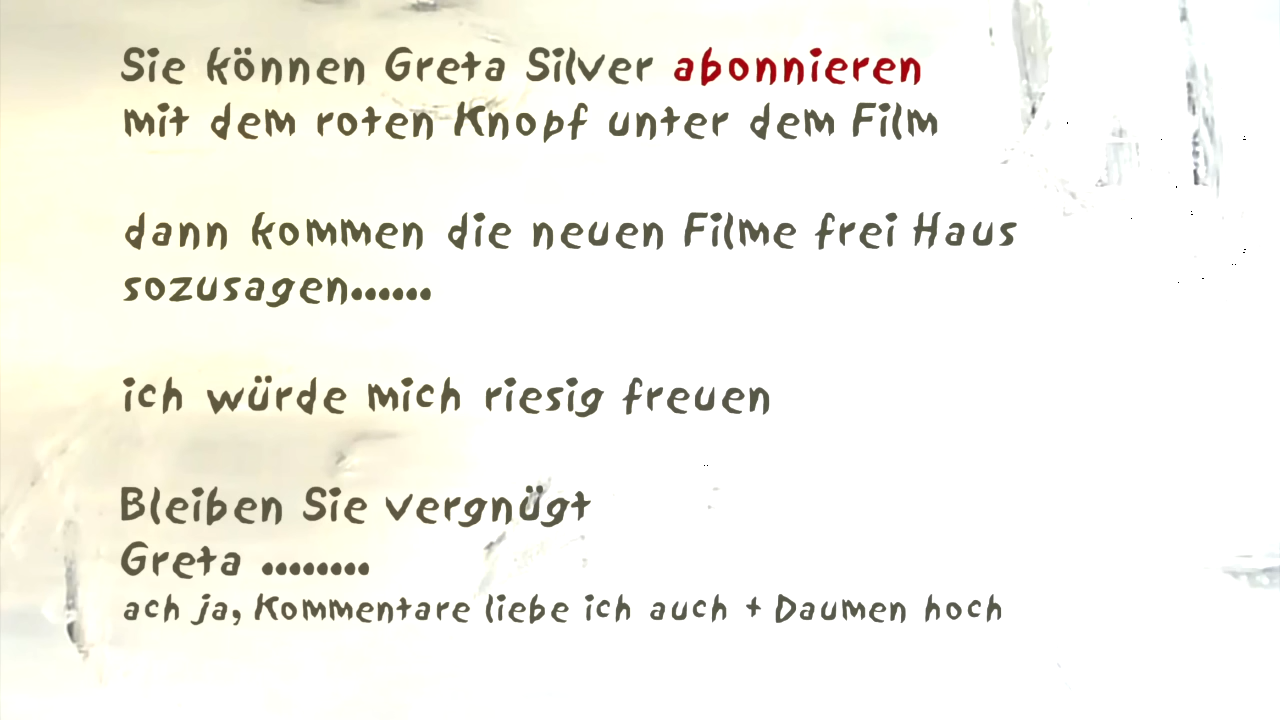 Sie können Greta Silver abonnieren
mit dem roten Knopf unter dem Film
dann kommen die neuen Filme frei Haus
sozusagen......
ich würde mich riesig freuen
Bleiben Sie vergnügt
Greta ........
ach ja, Kommentare liebe ich auch + Daumen hoch